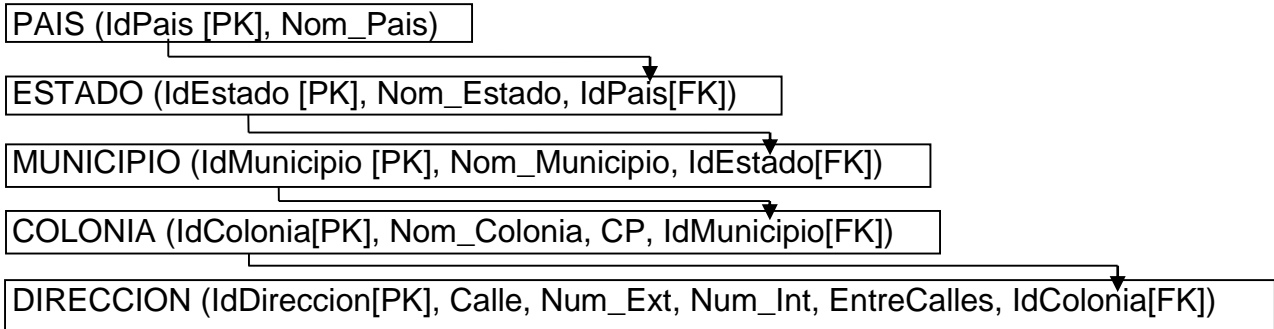 PAIS (IdPais [PK], Nom_Pais)
ESTADO (IdEstado [PK], Nom_Estado, IdPais[FK])
MUNICIPIO (IdMunicipio [PK], Nom_Municipio, IdEstado[FK])
COLONIA (IdColonia[PK], Nom_Colonia, CP, IdMunicipio[FK])
DIRECCION (IdDireccion[PK], Calle, Num_Ext, Num_Int, EntreCalles, IdColonia[FK])